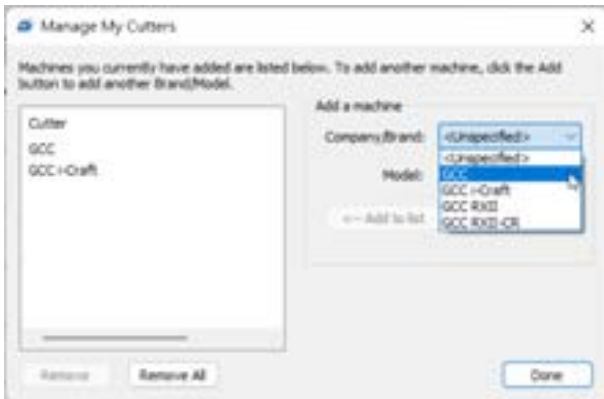 Manage My Cutters
Machines you currently have added are listed below. To add another machine, click the Add
button to add another Brand/Model.
Cutter
GCC
GCC i-Craft
Add a machine
Company/Brand: <Unspecified>
<Unspecified>
Model: GCC
GCC i-Craft
<-- Add to list GCC RXII
GCC RXII-CR
Remove Remove All Done